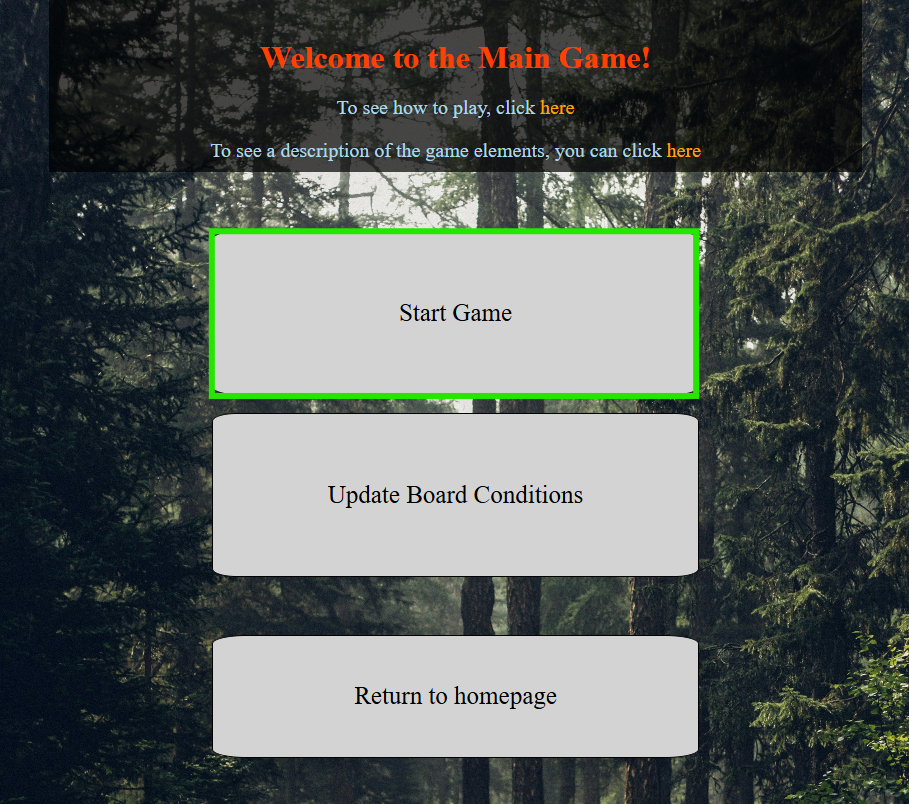 Welcome to the Main Game!
To see how to play, click here
To see a description of the game elements, you can click here
Start Game
Update Board Conditions
Return to homepage